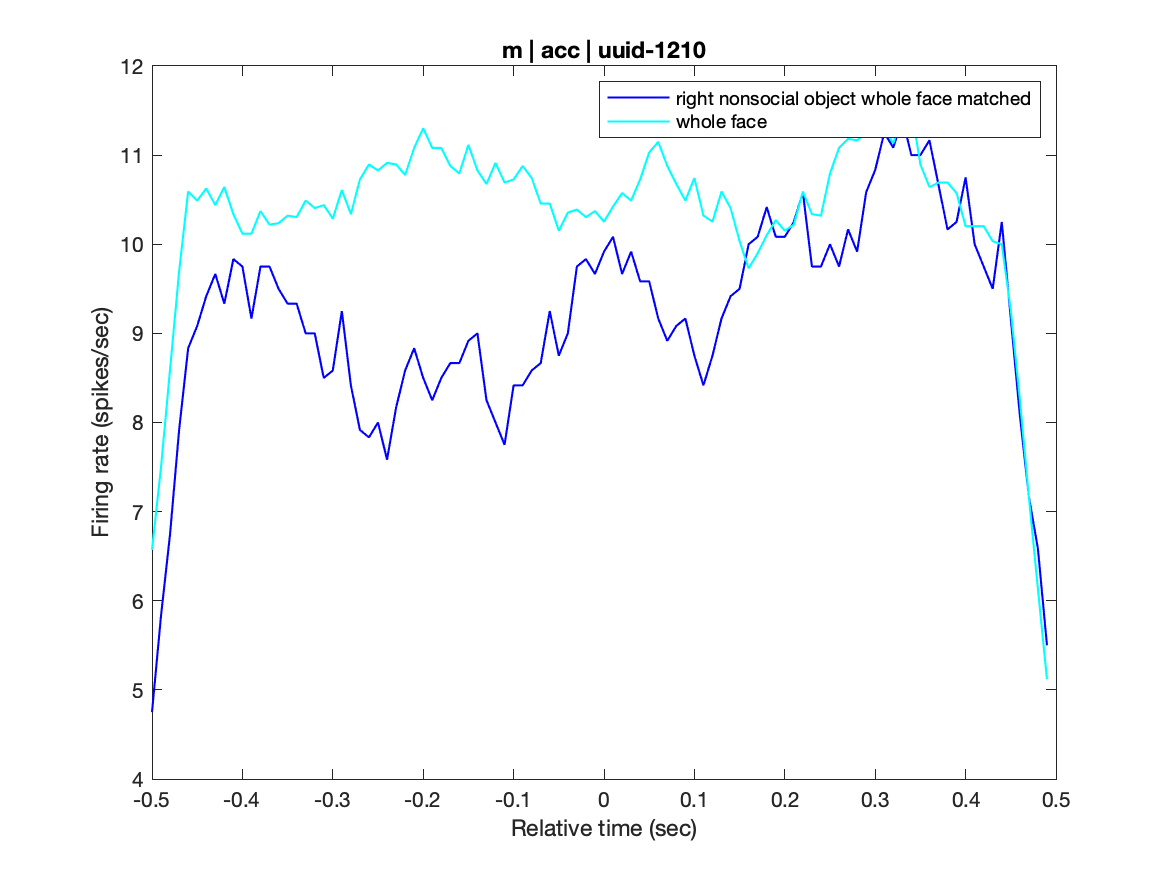 m | acc | uuid-1210
right nonsocial object whole face matched
whole face
12
11
10
9
8
7
6
5
4
Firing rate (spikes/sec)
-0.5 -0.4 -0.3 -0.2 -0.1 0 0.1 0.2 0.3 0.4 0.5
Relative time (sec)